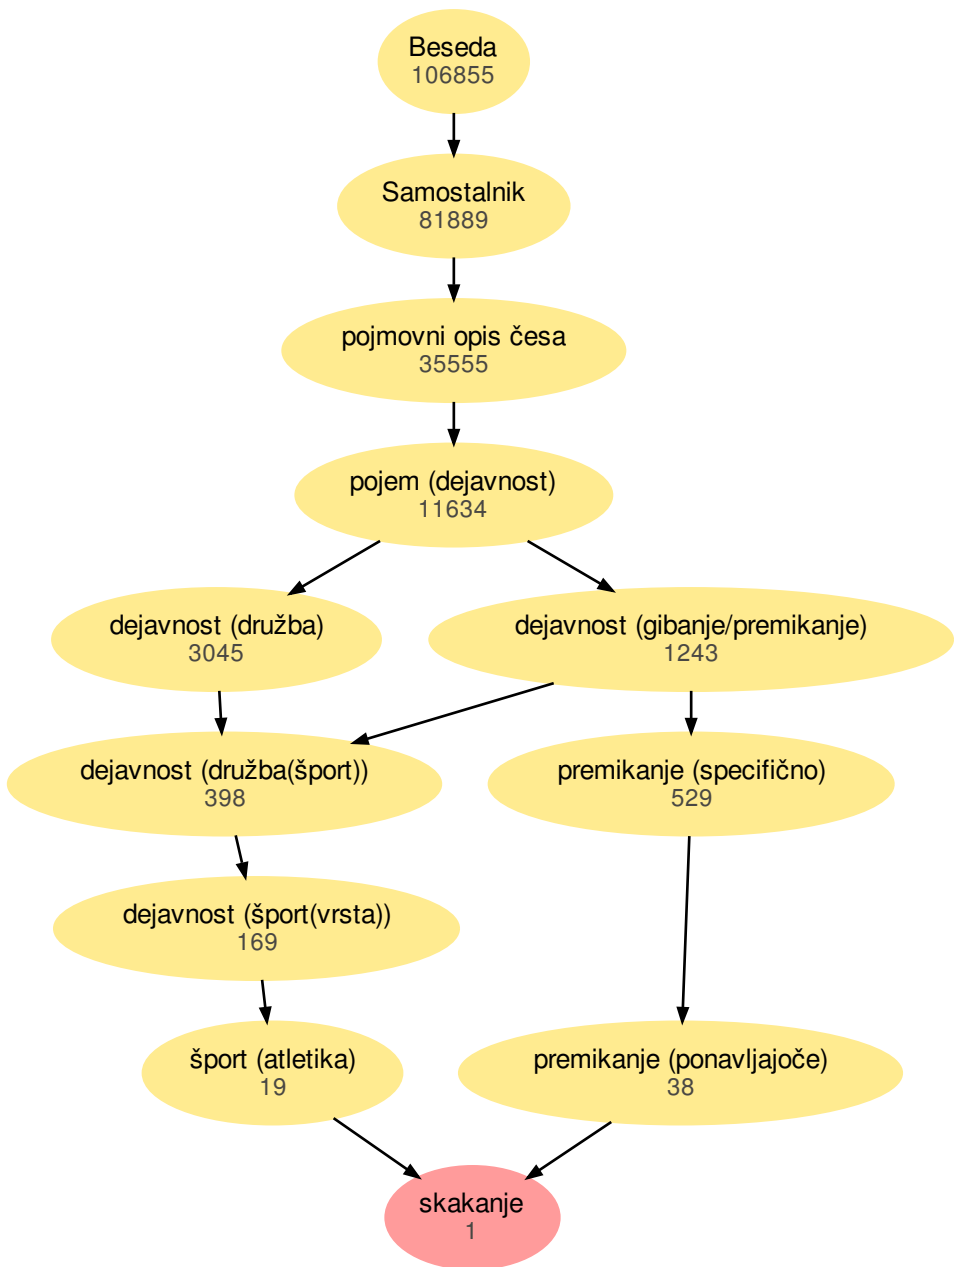 Beseda
106855
Samostalnik
81889
pojmovni opis česa
35555
pojem (dejavnost)
11634
dejavnost (družba)
3045
dejavnost (gibanje/premikanje)
1243
dejavnost (družba(šport))
398
premikanje (specifično)
529
dejavnost (šport(vrsta))
169
šport (atletika)
19
premikanje (ponavljajoče)
38
skakanje
1